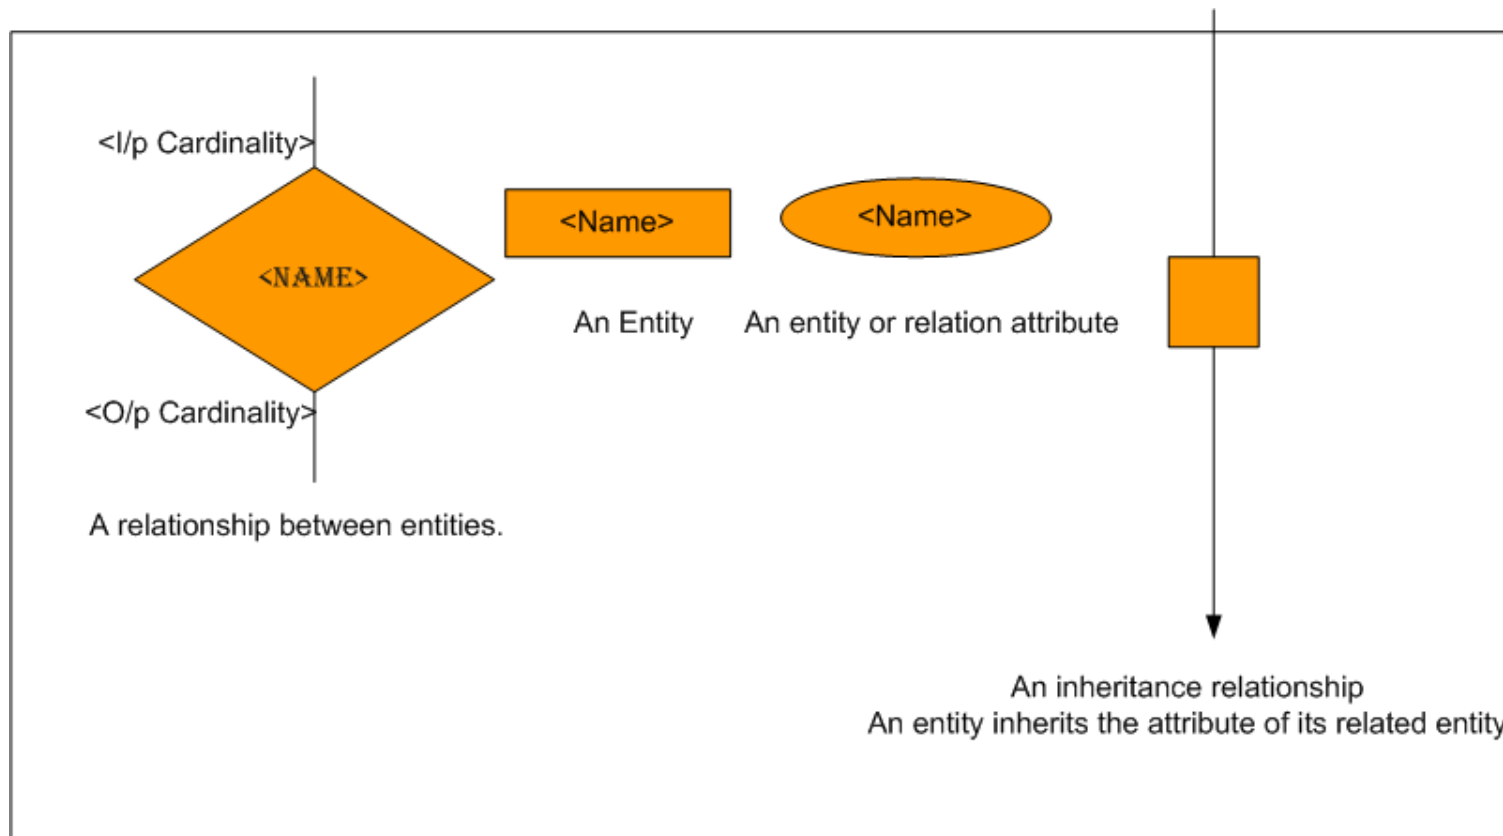 <I/p Cardinality>
<NAME>
<Name>
<Name>
An Entity
An entity or relation attribute
<O/p Cardinality>
A relationship between entities.
An inheritance relationship
An entity inherits the attribute of its related entity